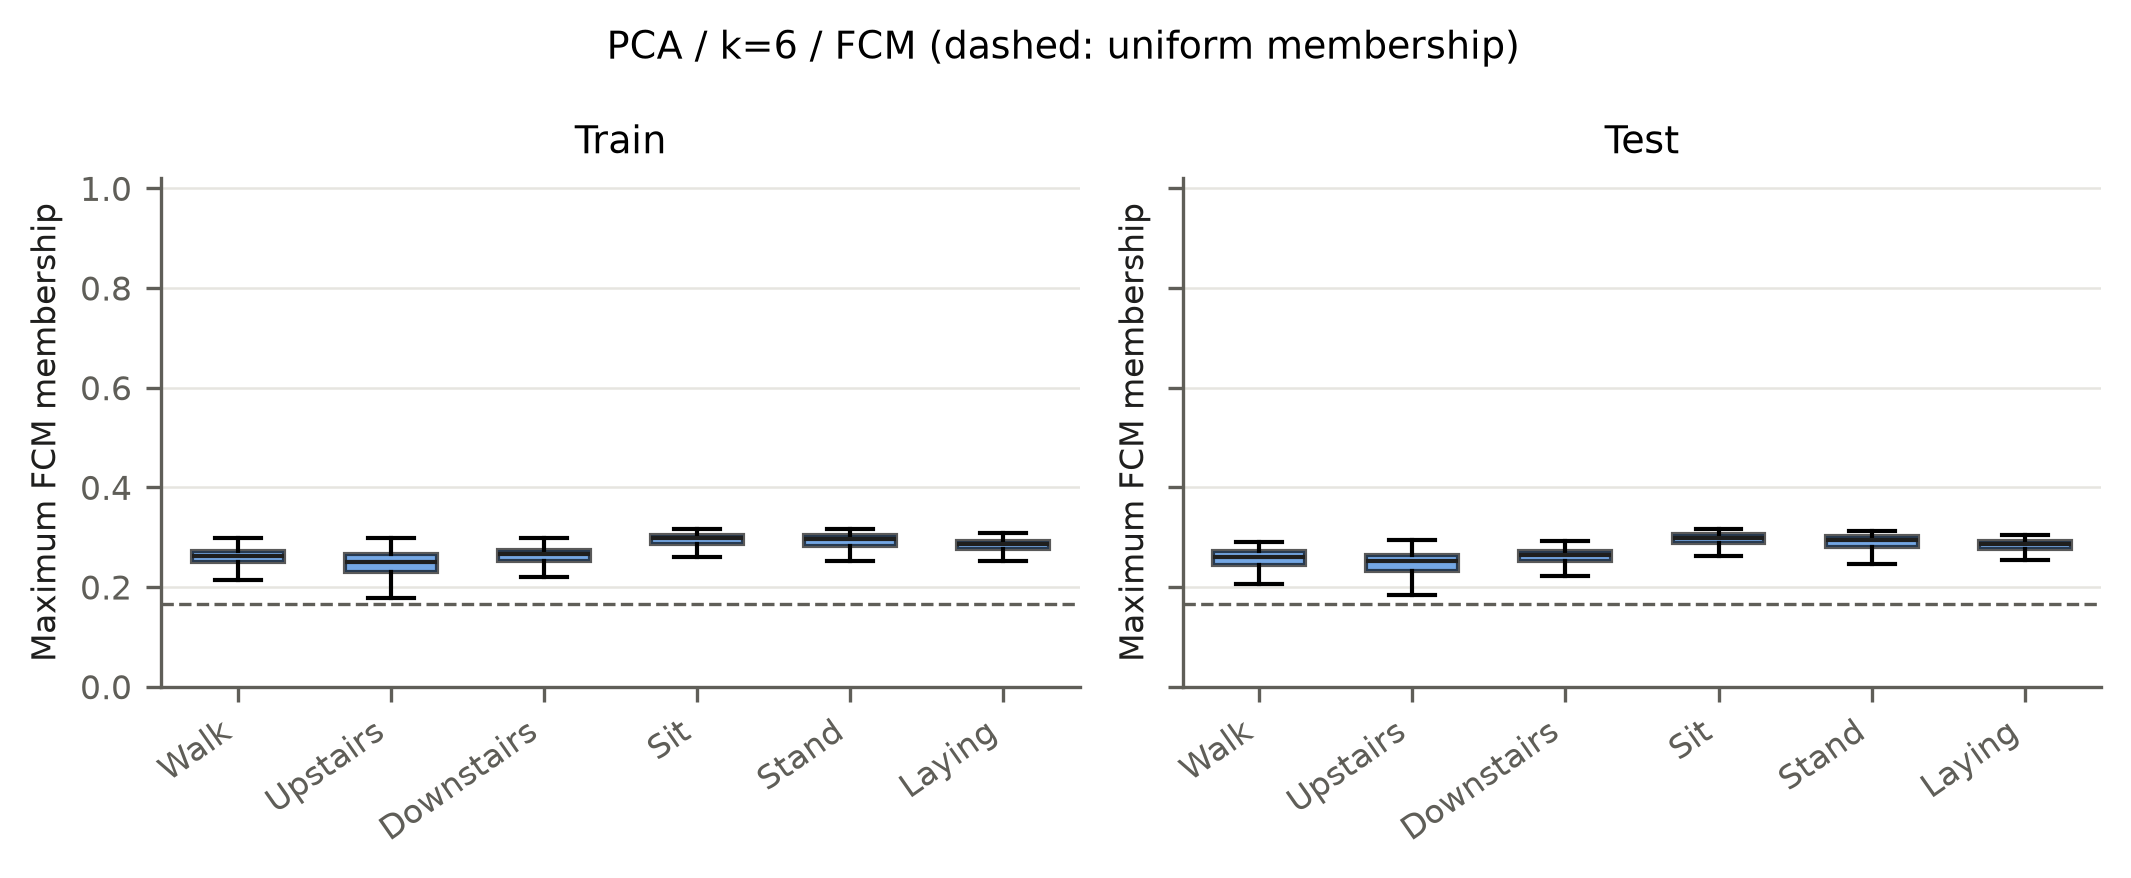 PCA / k=6 / FCM (dashed: uniform membership)
Train
Maximum FCM membership
1.0
0.8
0.6
0.4
0.2
0.0
Walk
Upstairs
Downstairs
Sit
Stand
Laying
Test
Maximum FCM membership
Walk
Upstairs
Downstairs
Sit
Stand
Laying